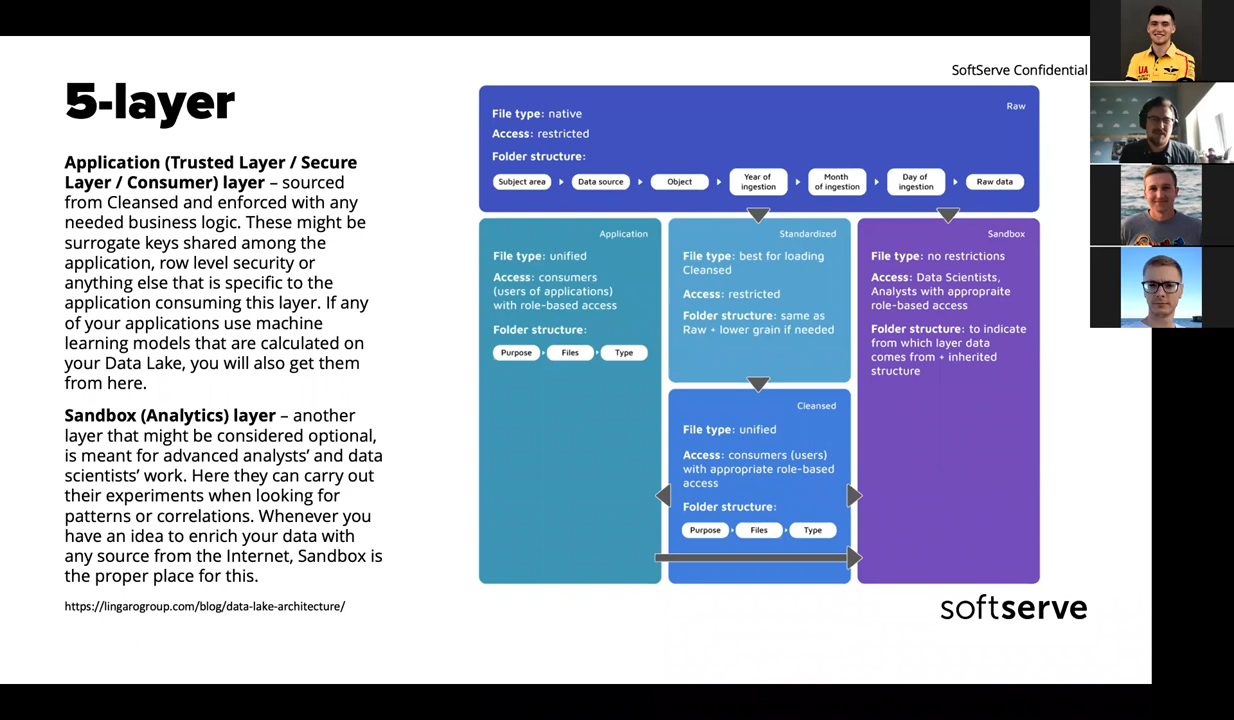 SoftServe Confidential
5-layer
Application (Trusted Layer / Secure
Layer / Consumer) layer – sourced
from Cleansed and enforced with any
needed business logic. These might be
surrogate keys shared among the
application, row level security or
anything else that is specific to the
application consuming this layer. If any
of your applications use machine
learning models that are calculated on
your Data Lake, you will also get them
from here.
Sandbox (Analytics) layer – another
layer that might be considered optional,
is meant for advanced analysts’ and data
scientists’ work. Here they can carry out
their experiments when looking for
patterns or correlations. Whenever you
have an idea to enrich your data with
any source from the Internet, Sandbox is
the proper place for this.
https://lingarogroup.com/blog/data-lake-architecture/
Raw
File type: native
Access: restricted
Folder structure:
Subject area
Data source
Object
Year of
ingestion
Month
of ingestion
Day of
ingestion
Raw data
Application
File type: unified
Access: consumers
(users of applications)
with role-based access
Folder structure:
Purpose
Files
Type
Standardized
File type: best for loading
Cleansed
Access: restricted
Folder structure: same as
Raw + lower grain if needed
Cleansed
File type: unified
Access: consumers (users)
with appropriate role-based
access
Folder structure:
Purpose
Files
Type
Sandbox
File type: no restrictions
Access: Data Scientists,
Analysts with appropraite
role-based access
Folder structure: to indicate
from which layer data
comes from + inherited
structure
softserve
UA